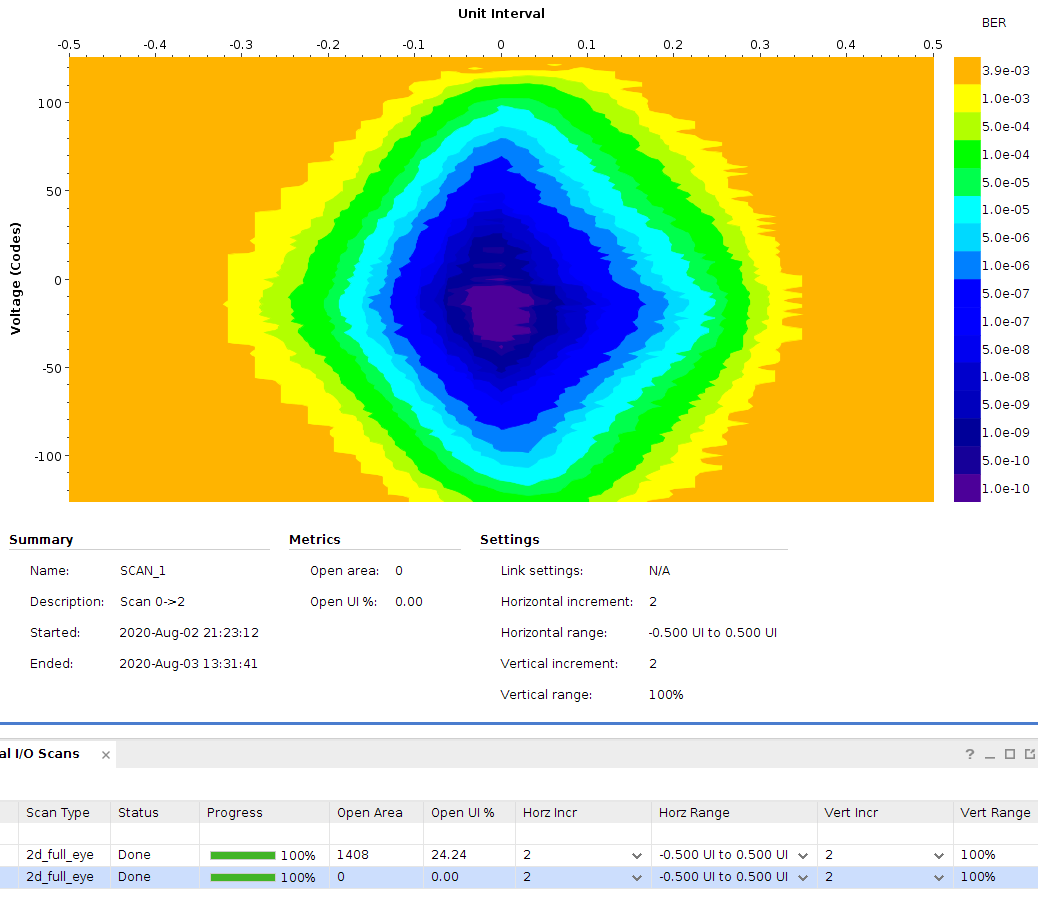 Unit Interval
BER
-0.5 -0.4 -0.3 -0.2 -0.1 0 0.1 0.2 0.3 0.4 0.5
3.9e-03
100
1.0e-03
5.0e-04
1.0e-04
50
5.0e-05
1.0e-05
5.0e-06
Voltage (Codes)
0
1.0e-06
5.0e-07
1.0e-07
-50
5.0e-08
1.0e-08
5.0e-09
1.0e-09
-100
5.0e-10
1.0e-10
Summary Metrics Settings
Name: SCAN_1 Open area: 0 Link settings: N/A
Description: Scan 0->2 Open UI %: 0.00 Horizontal increment: 2
Started: 2020-Aug-02 21:23:12 Horizontal range: -0.500 UI to 0.500 UI
Ended: 2020-Aug-03 13:31:41 Vertical increment: 2
Vertical range: 100%
al I/O Scans × ?
Scan Type Status Progress Open Area Open UI % Horz Incr Horz Range Vert Incr Vert Range
2d_full_eye Done 100% 1408 24.24 2 -0.500 UI to 0.500 UI 2 100%
2d_full_eye Done 100% 0 0.00 2 -0.500 UI to 0.500 UI 2 100%